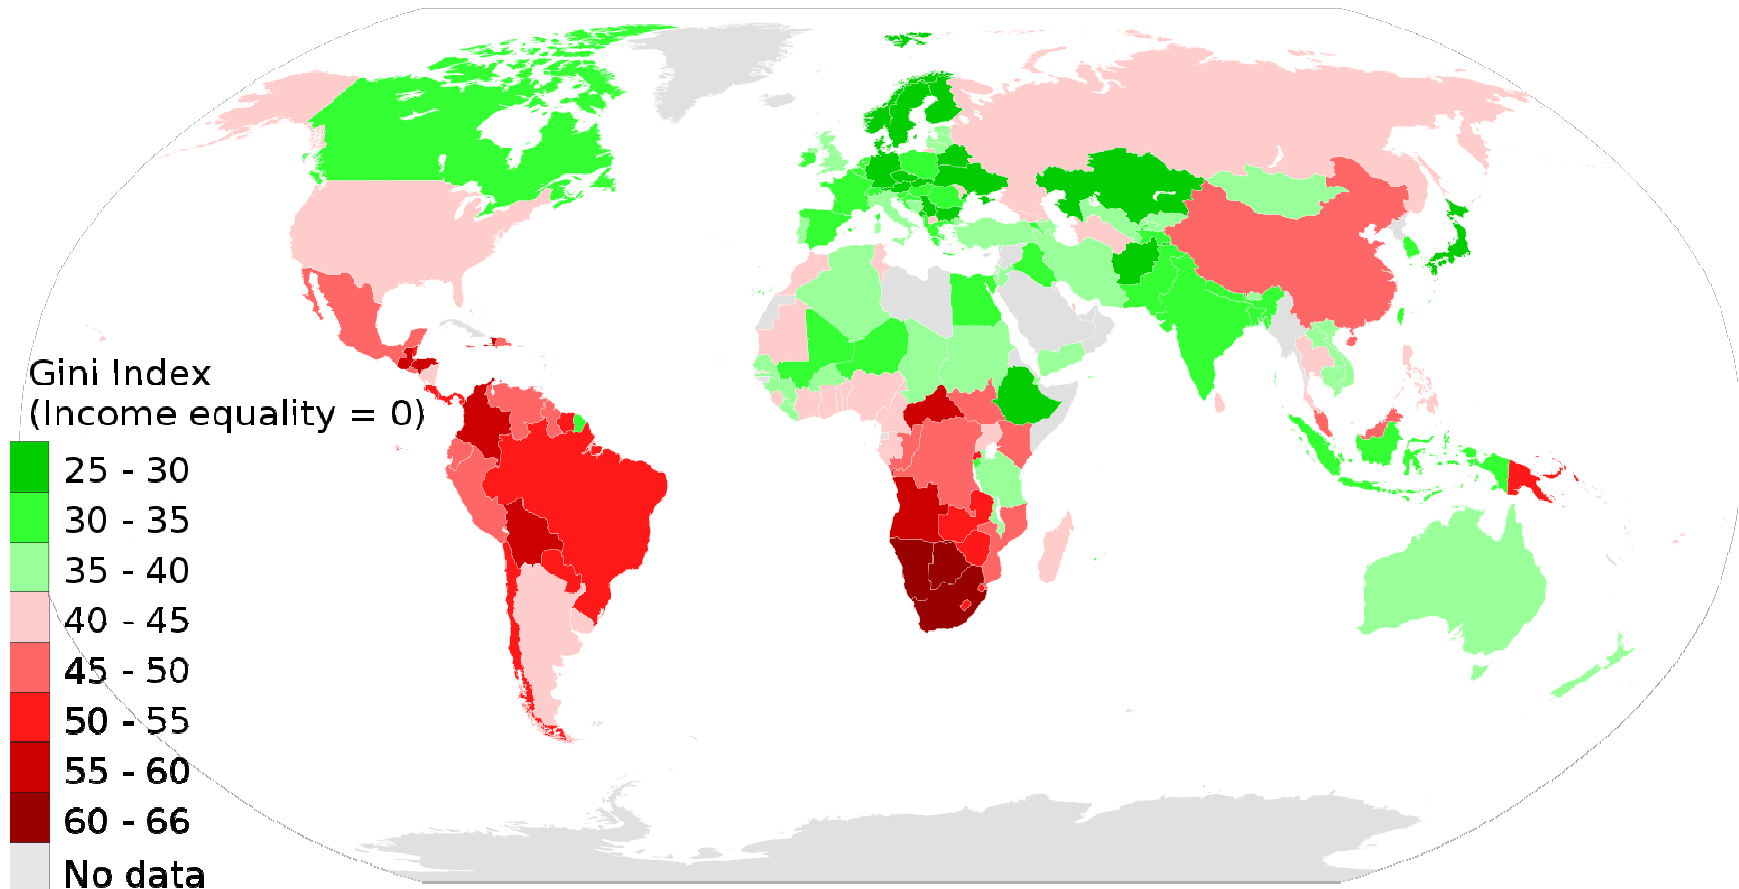 Gini Index
(Income equality = 0)
25 - 30
30 - 35
35 - 40
40 - 45
45 - 50
50 - 55
55 - 60
60 - 66
No data